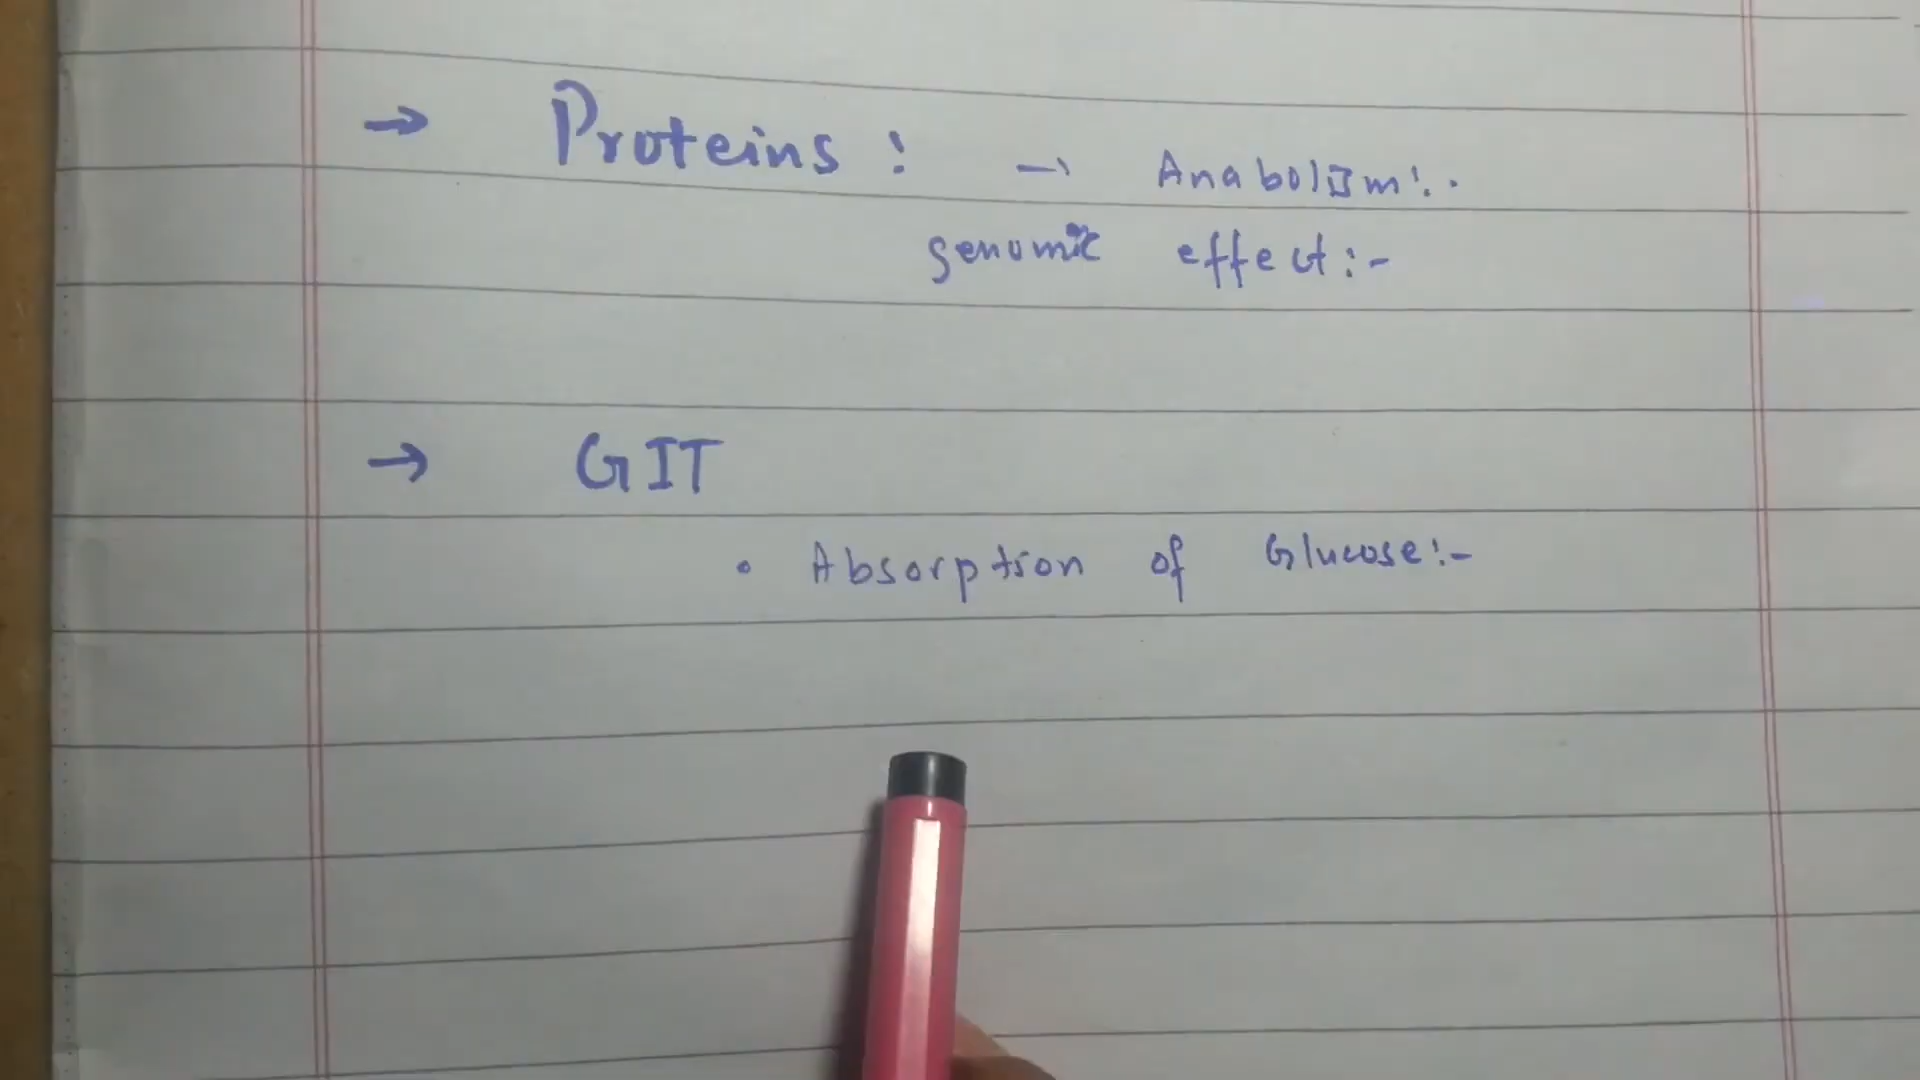 → Proteins : → Anabolism :-
genomic effect :-
→ GIT
• Absorption of Glucose :-